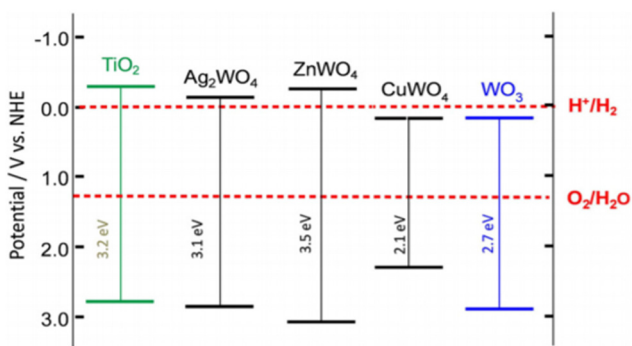 Potential / V vs. NHE
-1.0
0.0
1.0
2.0
3.0
TiO2
Ag2WO4
ZnWO4
CuWO4
WO3
3.2 eV
3.1 eV
3.5 eV
2.1 eV
2.7 eV
H+/H2
O2/H2O